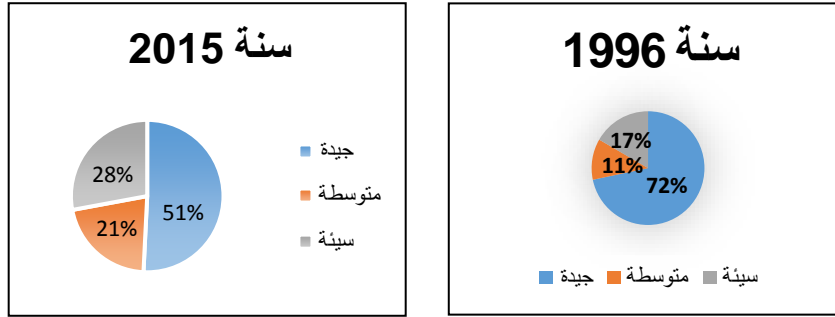 سنة 1996
17%
11%
72%
جيدة متوسطة سيئة
سنة 2015
28%
51%
21%
جيدة
متوسطة
سيئة